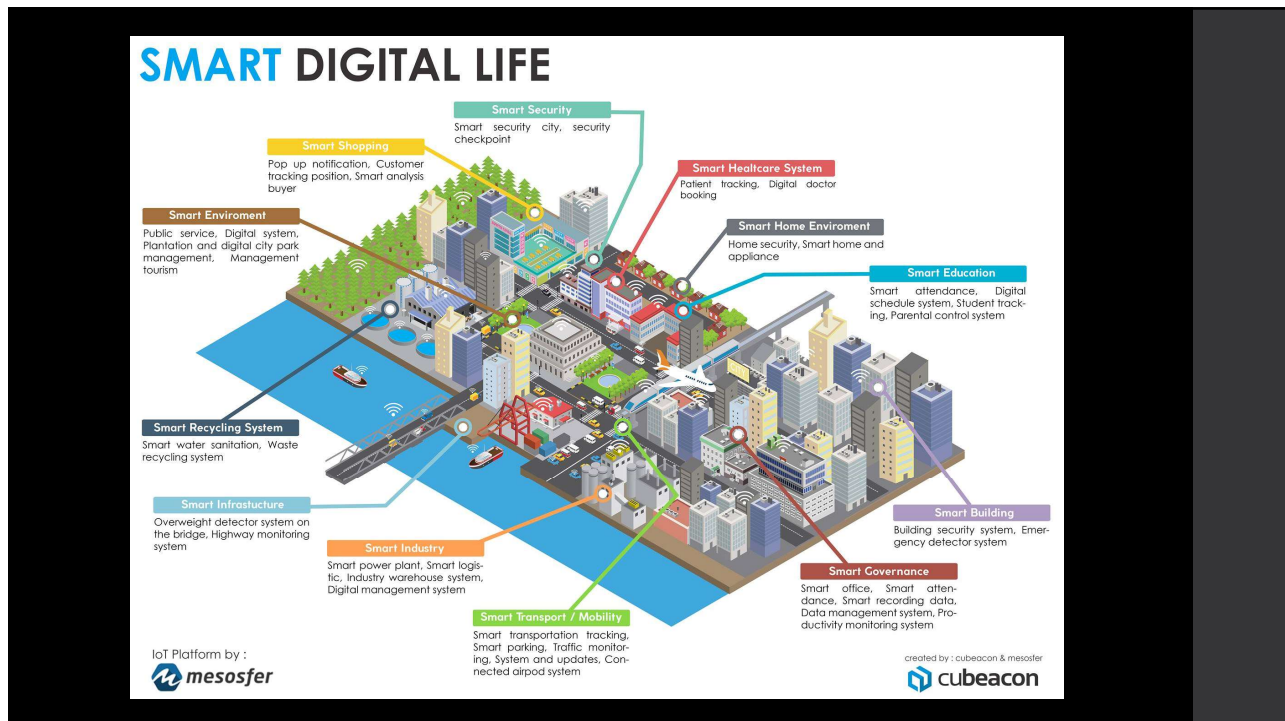 SMART DIGITAL LIFE
Smart Security
Smart security city, security
checkpoint
Smart Shopping
Pop up notification, Customer
tracking position, Smart analysis
buyer
Smart Healtcare System
Patient tracking, Digital doctor
booking
Smart Enviroment
Public service, Digital system,
Plantation and digital city park
management, Management
tourism
Smart Home Enviroment
Home security, Smart home and
appliance
Smart Education
Smart attendance, Digital
schedule system, Student track-
ing, Parental control system
Smart Recycling System
Smart water sanitation, Waste
recycling system
Smart Infrastucture
Overweight detector system on
the bridge, Highway monitoring
system
Smart Industry
Smart power plant, Smart logis-
tic, Industry warehouse system,
Digital management system
Smart Building
Building security system, Emer-
gency detector system
Smart Governance
Smart office, Smart atten-
dance, Smart recording data,
Data management system, Pro-
ductivity monitoring system
Smart Transport / Mobility
Smart transportation tracking,
Smart parking, Traffic monitor-
ing, System and updates, Con-
nected airpod system
IoT Platform by :
mesosfer
created by : cubeacon & mesosfer
cubeacon